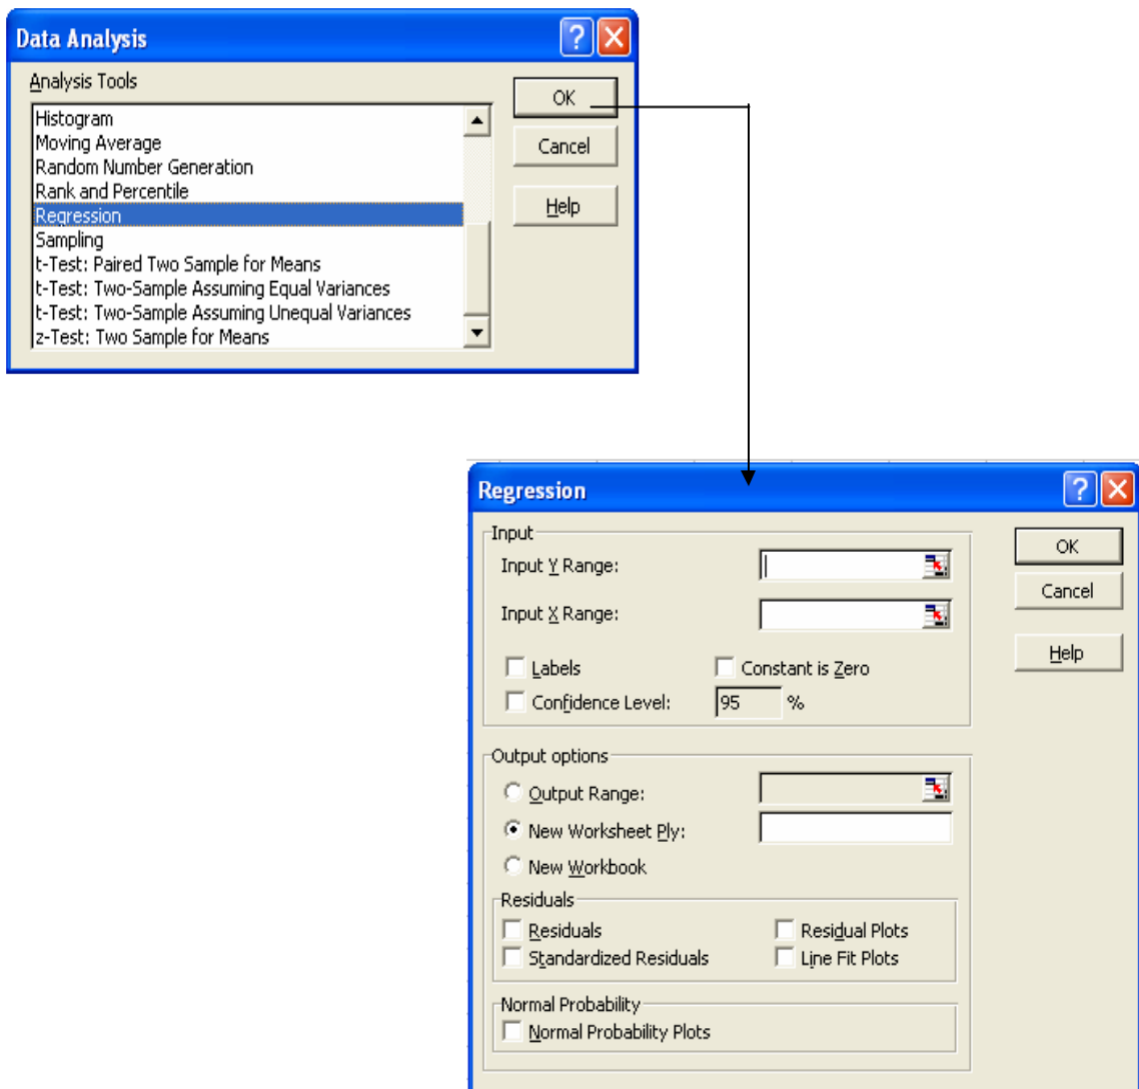 Data Analysis
Analysis Tools
Histogram
Moving Average
Random Number Generation
Rank and Percentile
Regression
Sampling
t-Test: Paired Two Sample for Means
t-Test: Two-Sample Assuming Equal Variances
t-Test: Two-Sample Assuming Unequal Variances
z-Test: Two Sample for Means
OK
Cancel
Help
Regression
Input
Input Y Range:
Input X Range:
Labels Constant is Zero
Confidence Level: 95 %
Output options
Output Range:
New Worksheet Ply:
New Workbook
Residuals
Residuals Residual Plots
Standardized Residuals Line Fit Plots
Normal Probability
Normal Probability Plots
OK
Cancel
Help